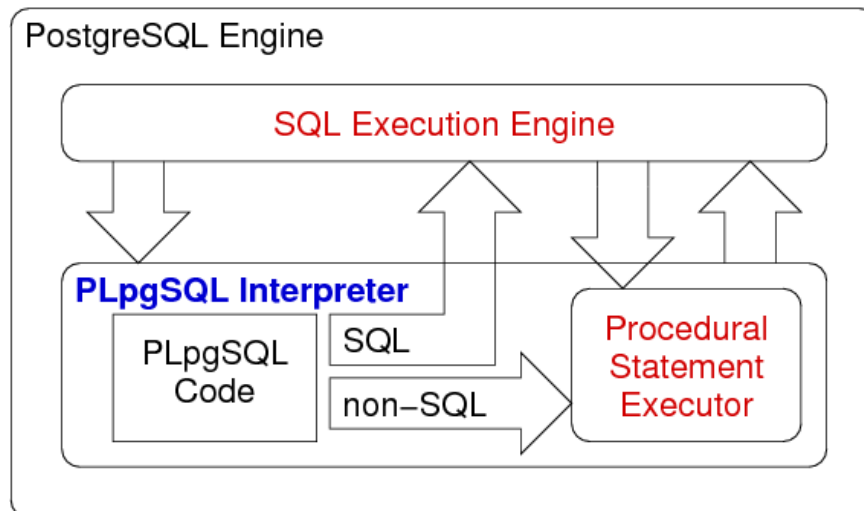 PostgreSQL Engine
SQL Execution Engine
PLpgSQL Interpreter
PLpgSQL
Code
SQL
non−SQL
Procedural
Statement
Executor